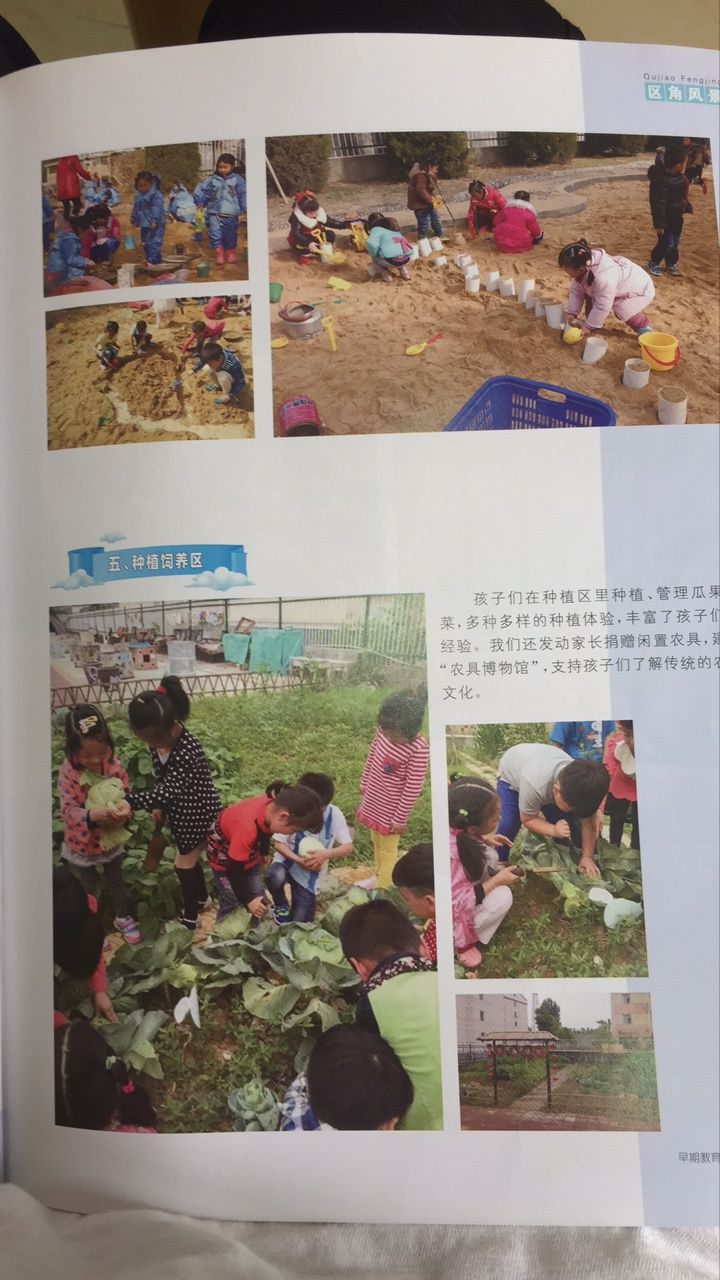 Qujiao Fengjing
区角风景
五、种植饲养区
孩子们在种植区里种植、管理瓜果
菜,多种多样的种植体验,丰富了孩子们
经验。我们还发动家长捐赠闲置农具,建
“农具博物馆”,支持孩子们了解传统的农
文化。
早期教育